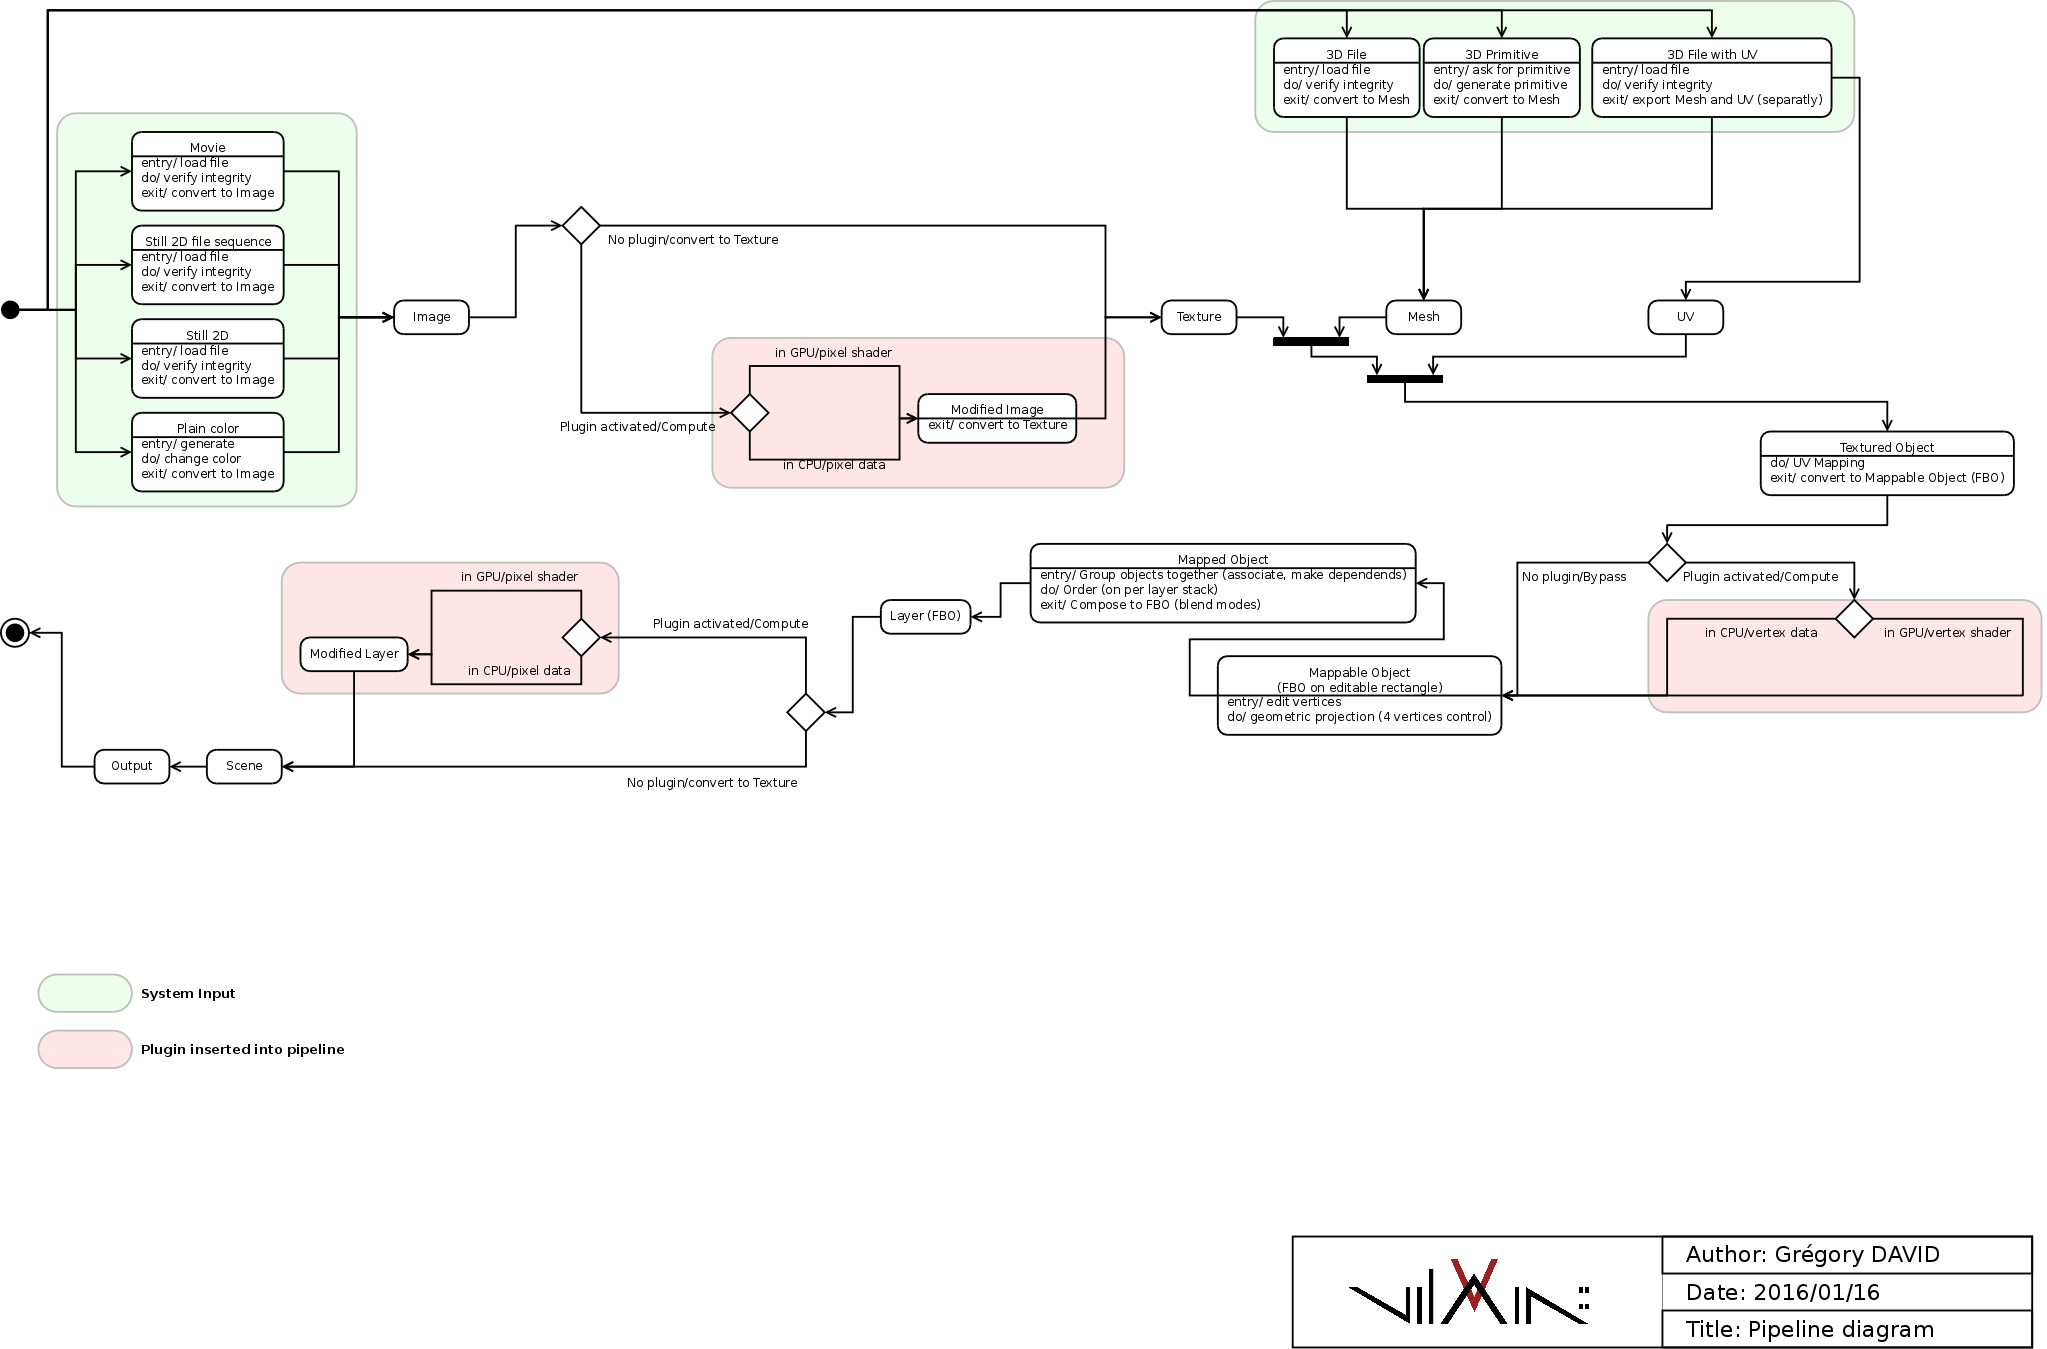 3D File
entry/ load file
do/ verify integrity
exit/ convert to Mesh
3D Primitive
entry/ ask for primitive
do/ generate primitive
exit/ convert to Mesh
3D File with UV
entry/ load file
do/ verify integrity
exit/ export Mesh and UV (separatly)
Movie
entry/ load file
do/ verify integrity
exit/ convert to Image
Still 2D file sequence
entry/ load file
do/ verify integrity
exit/ convert to Image
Still 2D
entry/ load file
do/ verify integrity
exit/ convert to Image
Plain color
entry/ generate
do/ change color
exit/ convert to Image
Image
No plugin/convert to Texture
Plugin activated/Compute
in GPU/pixel shader
in CPU/pixel data
Modified Image
exit/ convert to Texture
Texture
Mesh
UV
Textured Object
do/ UV Mapping
exit/ convert to Mappable Object (FBO)
No plugin/Bypass
Plugin activated/Compute
in CPU/vertex data
in GPU/vertex shader
Mappable Object
(FBO on editable rectangle)
entry/ edit vertices
do/ geometric projection (4 vertices control)
Mapped Object
entry/ Group objects together (associate, make dependends)
do/ Order (on per layer stack)
exit/ Compose to FBO (blend modes)
Layer (FBO)
Plugin activated/Compute
No plugin/convert to Texture
in GPU/pixel shader
in CPU/pixel data
Modified Layer
Scene
Output
System Input
Plugin inserted into pipeline
Author: Grégory DAVID
Date: 2016/01/16
Title: Pipeline diagram